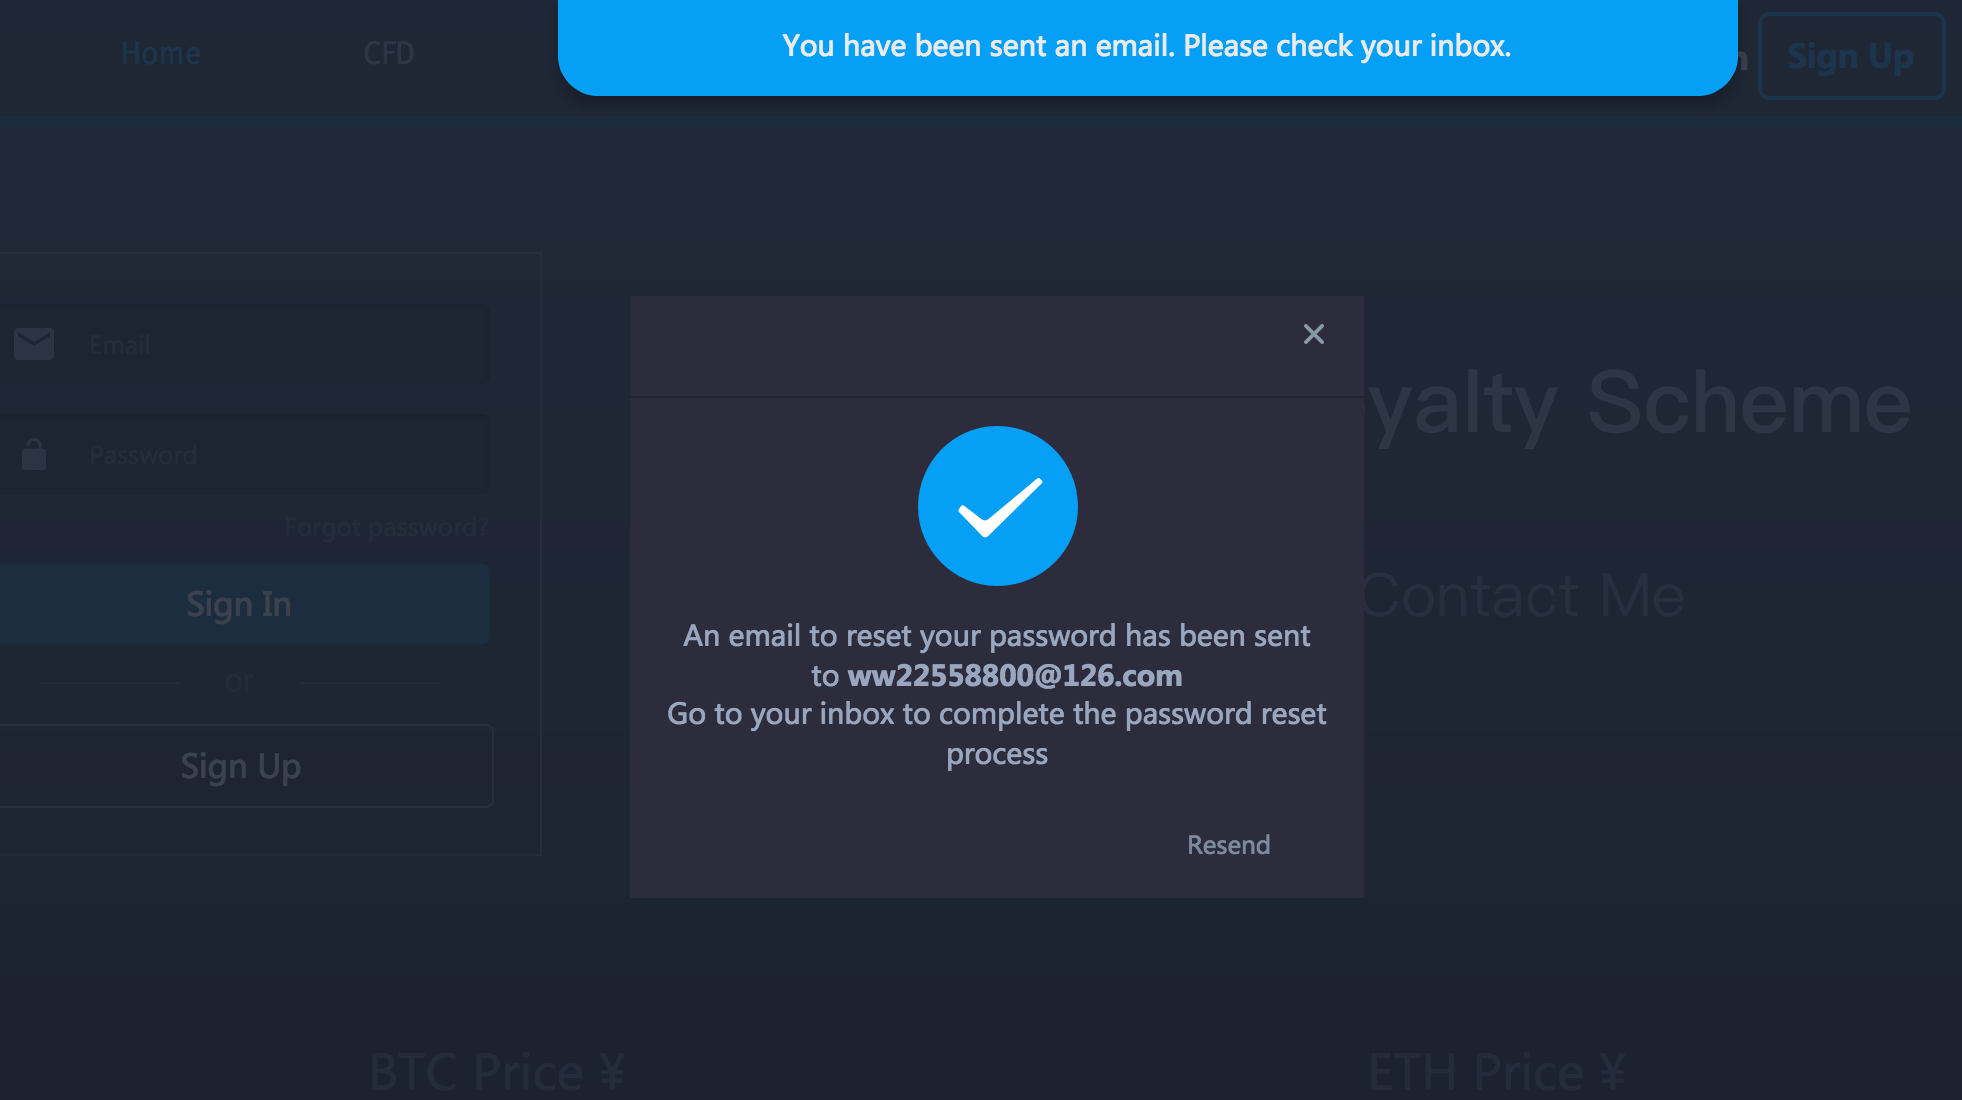 You have been sent an email. Please check your inbox.
Home
CFD
Sign Up
Email
Password
Forgot password?
Sign In
or
Sign Up
yalty Scheme
Contact Me
An email to reset your password has been sent
to ww22558800@126.com
Go to your inbox to complete the password reset
process
Resend
BTC Price ¥
ETH Price ¥